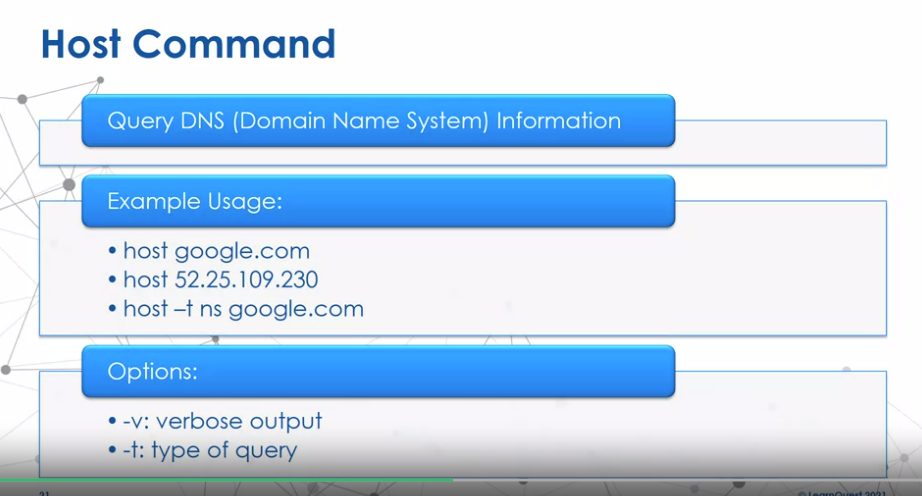 Host Command
Query DNS (Domain Name System) Information
Example Usage:
• host google.com
• host 52.25.109.230
• host –t ns google.com
Options:
• -v: verbose output
• -t: type of query
21
© LearnQuest 2021